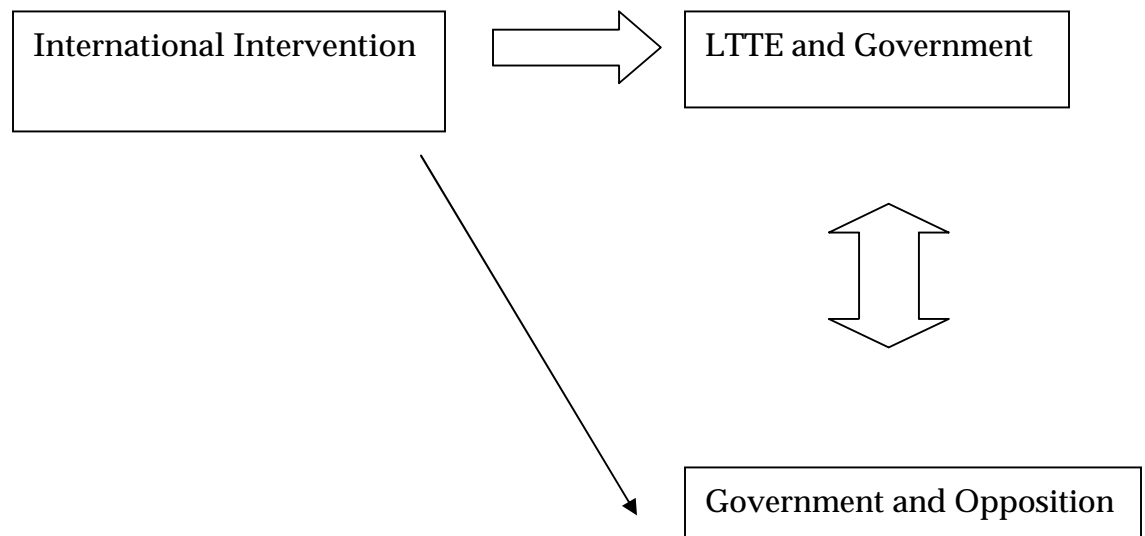 International Intervention
LTTE and Government
Government and Opposition